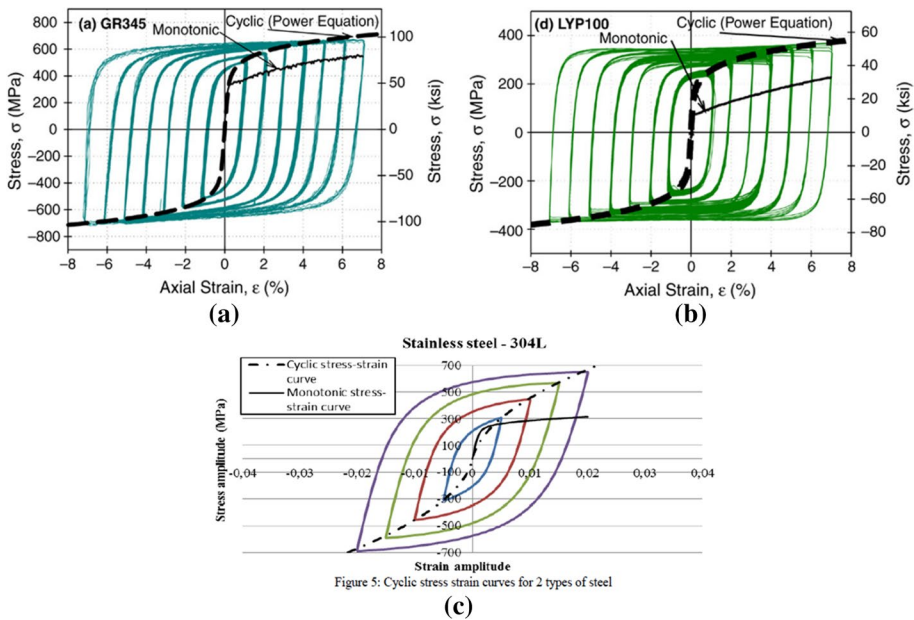 (a) GR345
Cyclic (Power Equation)
Monotonic
Stress, σ (MPa)
800
600
400
200
0
−200
−400
−600
−800
100
50
0
−50
−100
Stress, σ (ksi)
−8 −6 −4 −2 0 2 4 6 8
Axial Strain, ε (%)
(a)
(d) LYP100
Cyclic (Power Equation)
Monotonic
Stress, σ (MPa)
400
200
0
−200
−400
60
40
20
0
−20
−40
−60
−80
Stress, σ (ksi)
−8 −6 −4 −2 0 2 4 6 8
Axial Strain, ε (%)
(b)
Stainless steel - 304L
Cyclic stress-strain
curve
Monotonic stress-
strain curve
Stress amplitude (MPa)
700
500
300
100
-100
-300
-500
-700
-0,04 -0,03 -0,02 -0,01 0 0,01 0,02 0,03 0,04
Strain amplitude
Figure 5: Cyclic stress strain curves for 2 types of steel
(c)